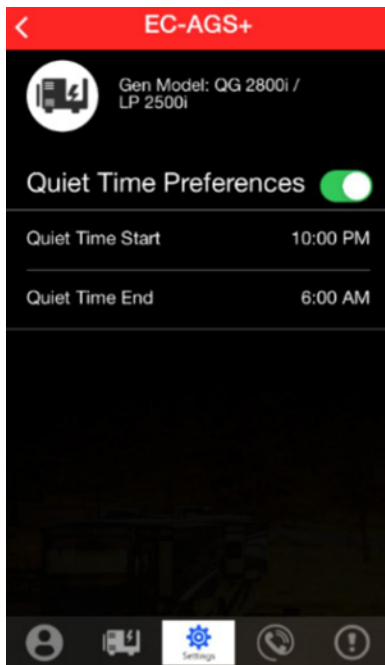 EC-AGS+
Gen Model: QG 2800i /
LP 2500i
Quiet Time Preferences
Quiet Time Start 10:00 PM
Quiet Time End 6:00 AM
Settings